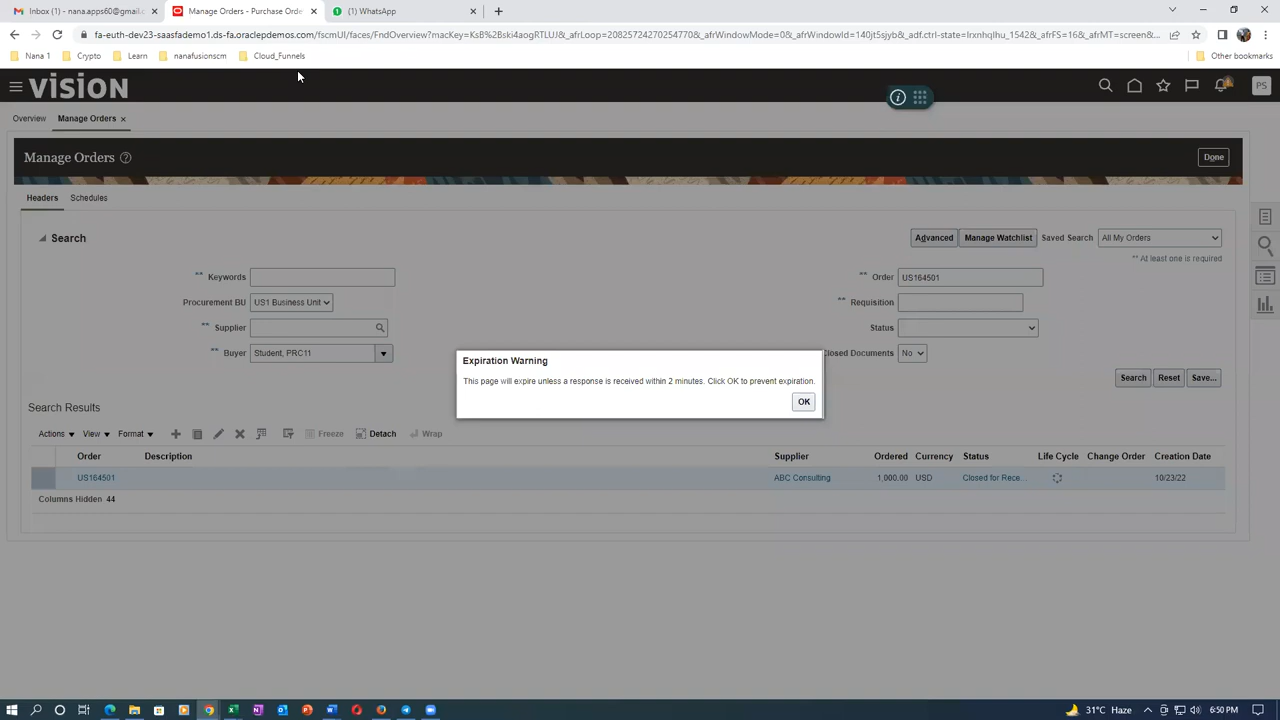 Inbox (1) - nana.apps60@gmail.c
Manage Orders - Purchase Orde
(1) WhatsApp
fa-euth-dev23-saasfademo1.ds-fa.oraclepdemos.com/fscmUI/faces/FndOverview?macKey=KsB%2Bski4aogRTLUJ&_afrLoop=20825724270254770&_afrWindowMode=0&_afrWindowId=140jt5jyb&_adf.ctrl-state=lrxnhqlhu_1542&_afrFS=16&_afrMT=screen&...
Nana 1
Crypto
Learn
nanafusionscm
Cloud_Funnels
Other bookmarks
VISION
PS
Overview
Manage Orders
Manage Orders
Done
Headers
Schedules
Search
Advanced
Manage Watchlist
Saved Search
All My Orders
** At least one is required
** Keywords
** Order
US164501
Procurement BU
US1 Business Unit
** Requisition
** Supplier
Status
** Buyer
Student, PRC11
Closed Documents
No
Expiration Warning
This page will expire unless a response is received within 2 minutes. Click OK to prevent expiration.
OK
Search
Reset
Save...
Search Results
Actions
View
Format
Freeze
Detach
Wrap
Order
Description
Supplier
Ordered
Currency
Status
Life Cycle
Change Order
Creation Date
US164501
ABC Consulting
1,000.00
USD
Closed for Rece...
10/23/22
Columns Hidden 44
31°C Haze
6:50 PM